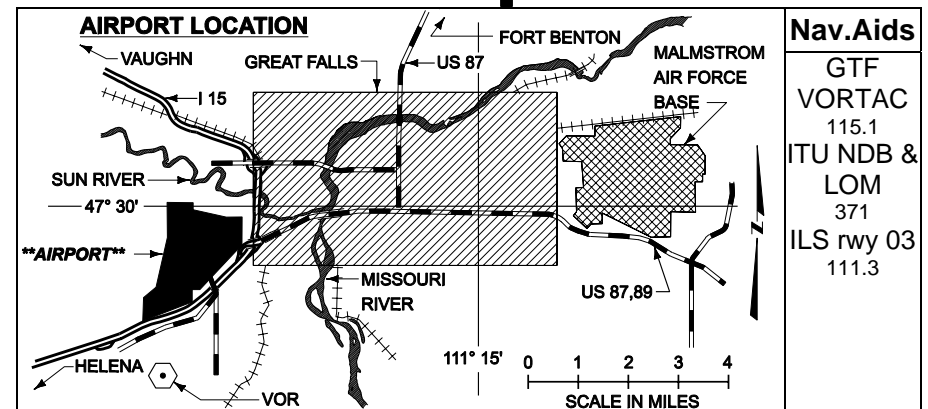 AIRPORT LOCATION
VAUGHN
GREAT FALLS
US 87
FORT BENTON
MALMSTROM
AIR FORCE
BASE
I 15
SUN RIVER
47° 30'
**AIRPORT**
MISSOURI
RIVER
US 87,89
N
HELENA
VOR
111° 15'
0 1 2 3 4
SCALE IN MILES
Nav.Aids
GTF
VORTAC
115.1
ITU NDB &
LOM
371
ILS rwy 03
111.3